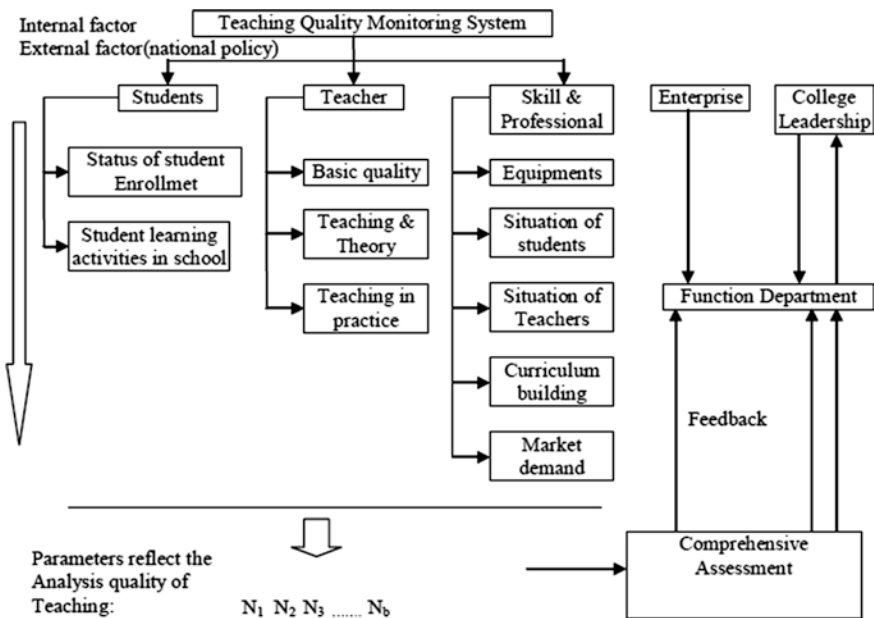 Teaching Quality Monitoring System
Internal factor
External factor(national policy)
Students
Teacher
Skill &
Professional
Enterprise
College
Leadership
Status of student
Enrollmet
Student learning
activities in school
Basic quality
Teaching &
Theory
Teaching in
practice
Equipments
Situation of
students
Situation of
Teachers
Curriculum
building
Market
demand
Function Department
Feedback
Comprehensive
Assessment
Parameters reflect the
Analysis quality of
Teaching:
N₁ N₂ N₃ ....... N_b